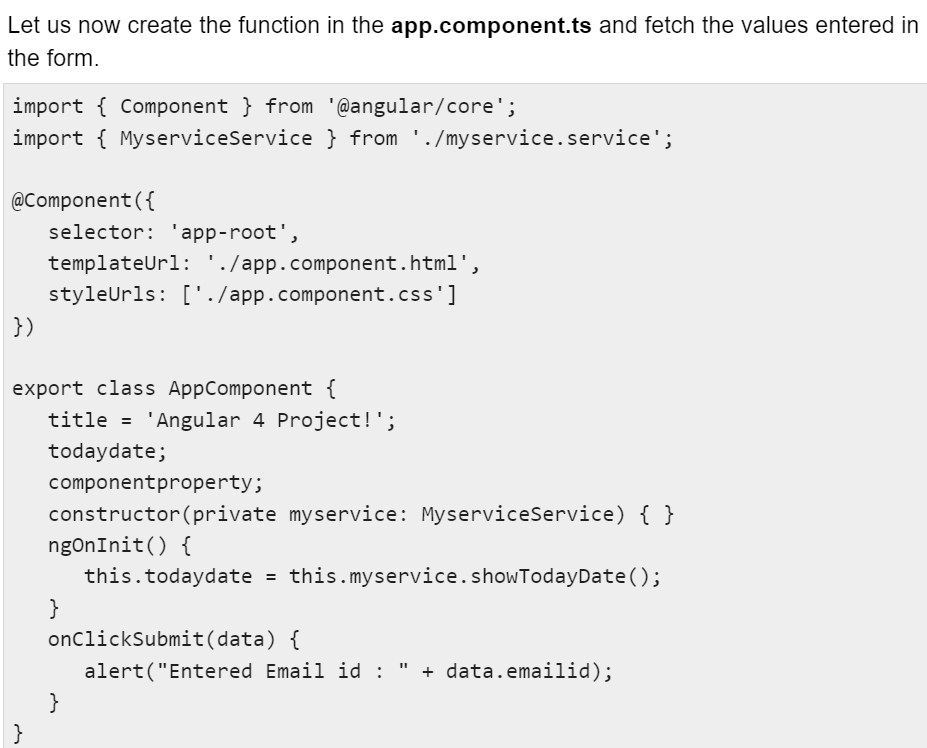 Let us now create the function in the app.component.ts and fetch the values entered in
the form.
import { Component } from '@angular/core';
import { MyserviceService } from './myservice.service';

@Component({
   selector: 'app-root',
   templateUrl: './app.component.html',
   styleUrls: ['./app.component.css']
})

export class AppComponent {
   title = 'Angular 4 Project!';
   todaydate;
   componentproperty;
   constructor(private myservice: MyserviceService) { }
   ngOnInit() {
      this.todaydate = this.myservice.showTodayDate();
   }
   onClickSubmit(data) {
      alert("Entered Email id : " + data.emailid);
   }
}